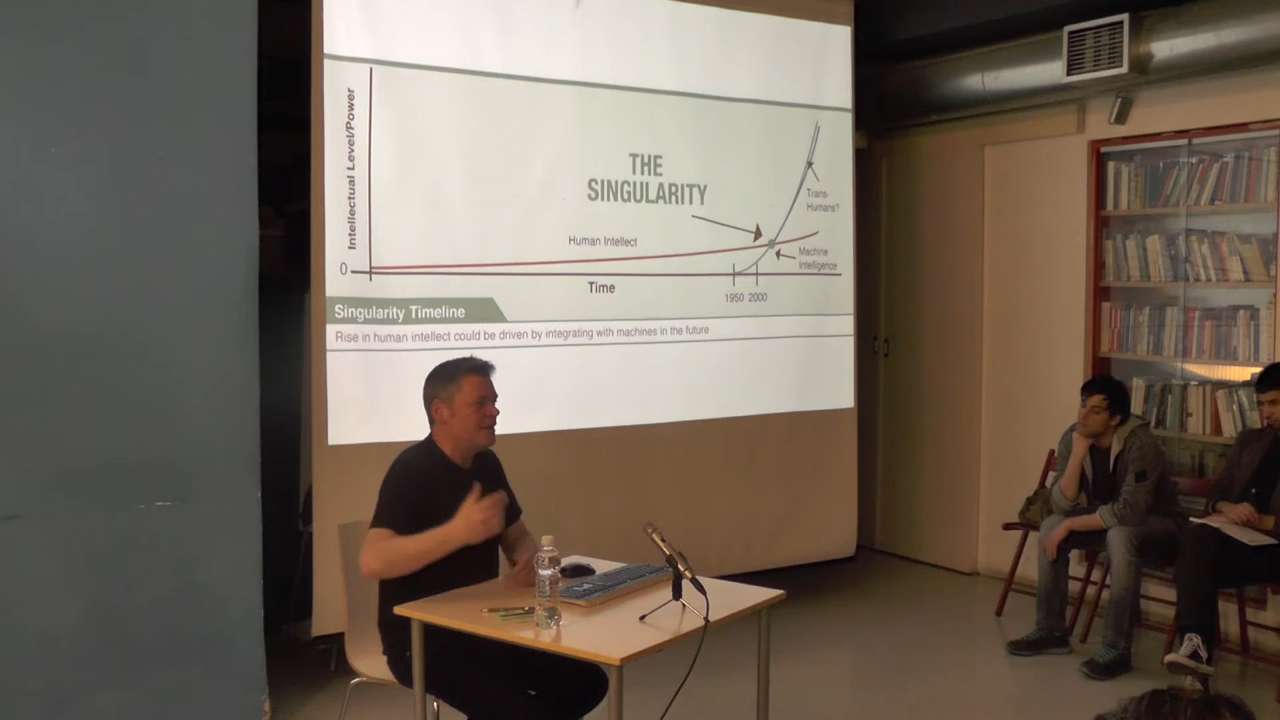 Intellectual Level/Power
THE
SINGULARITY
Trans-
Humans?
Human Intellect
Machine
Intelligence
0
Time
1950 2000
Singularity Timeline
Rise in human intellect could be driven by integrating with machines in the future